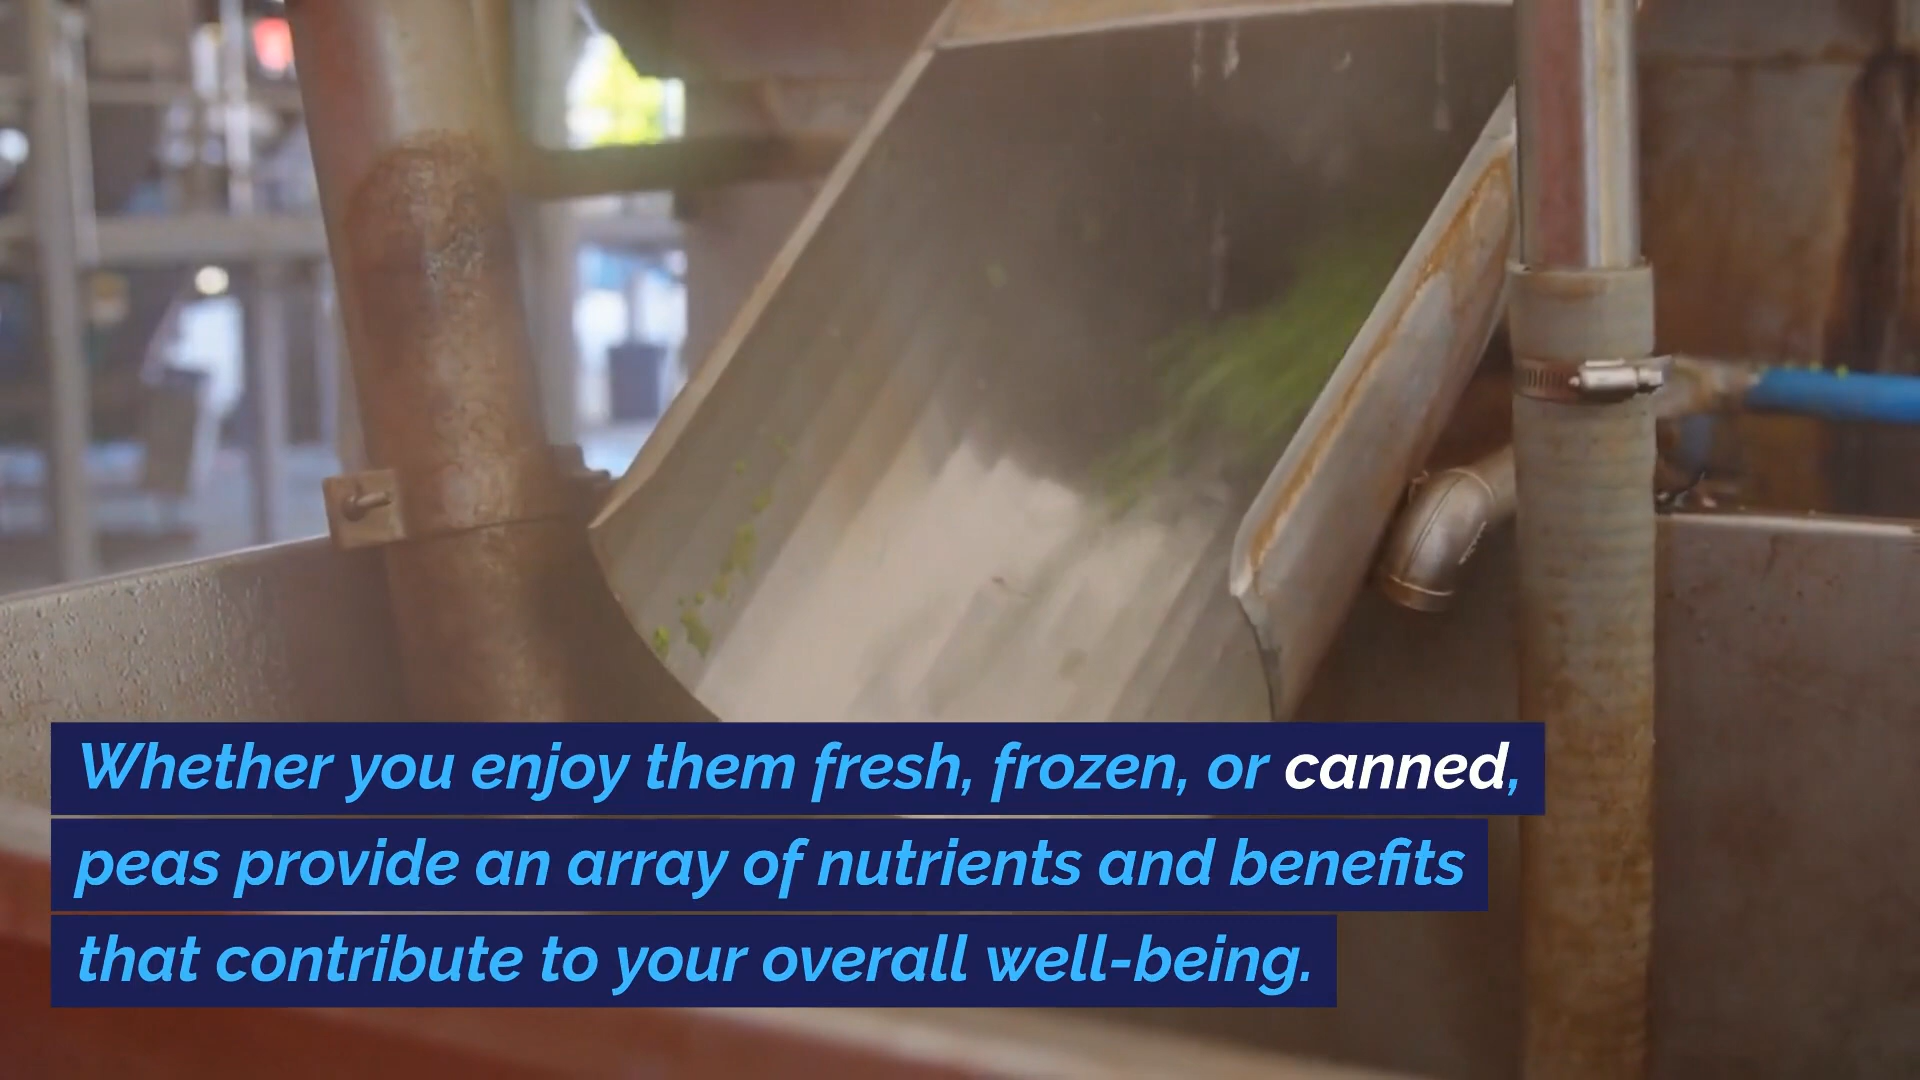 Whether you enjoy them fresh, frozen, or canned,
peas provide an array of nutrients and benefits
that contribute to your overall well-being.